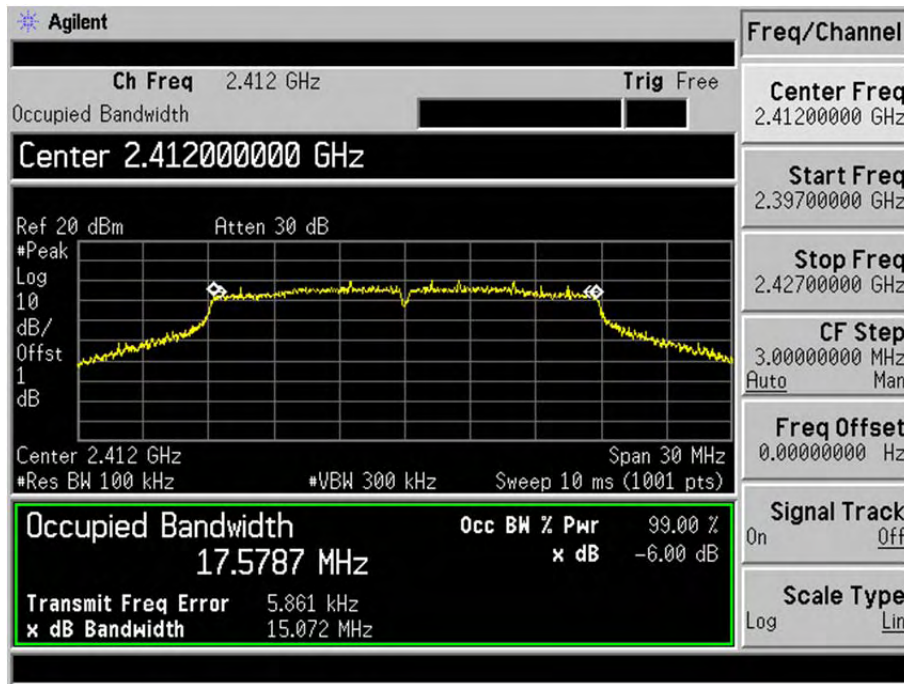 Agilent
Freq/Channel
Ch Freq 2.412 GHz Trig Free
Occupied Bandwidth
Center 2.412000000 GHz
Ref 20 dBm Atten 30 dB
#Peak
Log
10
dB/
Offst
1
dB
Center 2.412 GHz Span 30 MHz
#Res BW 100 kHz #VBW 300 kHz Sweep 10 ms (1001 pts)
Occupied Bandwidth Occ BW % Pwr 99.00 %
17.5787 MHz x dB -6.00 dB
Transmit Freq Error 5.861 kHz
x dB Bandwidth 15.072 MHz
Center Freq
2.41200000 GHz
Start Freq
2.39700000 GHz
Stop Freq
2.42700000 GHz
CF Step
3.00000000 MHz
Auto Man
Freq Offset
0.00000000 Hz
Signal Track
On Off
Scale Type
Log Lin